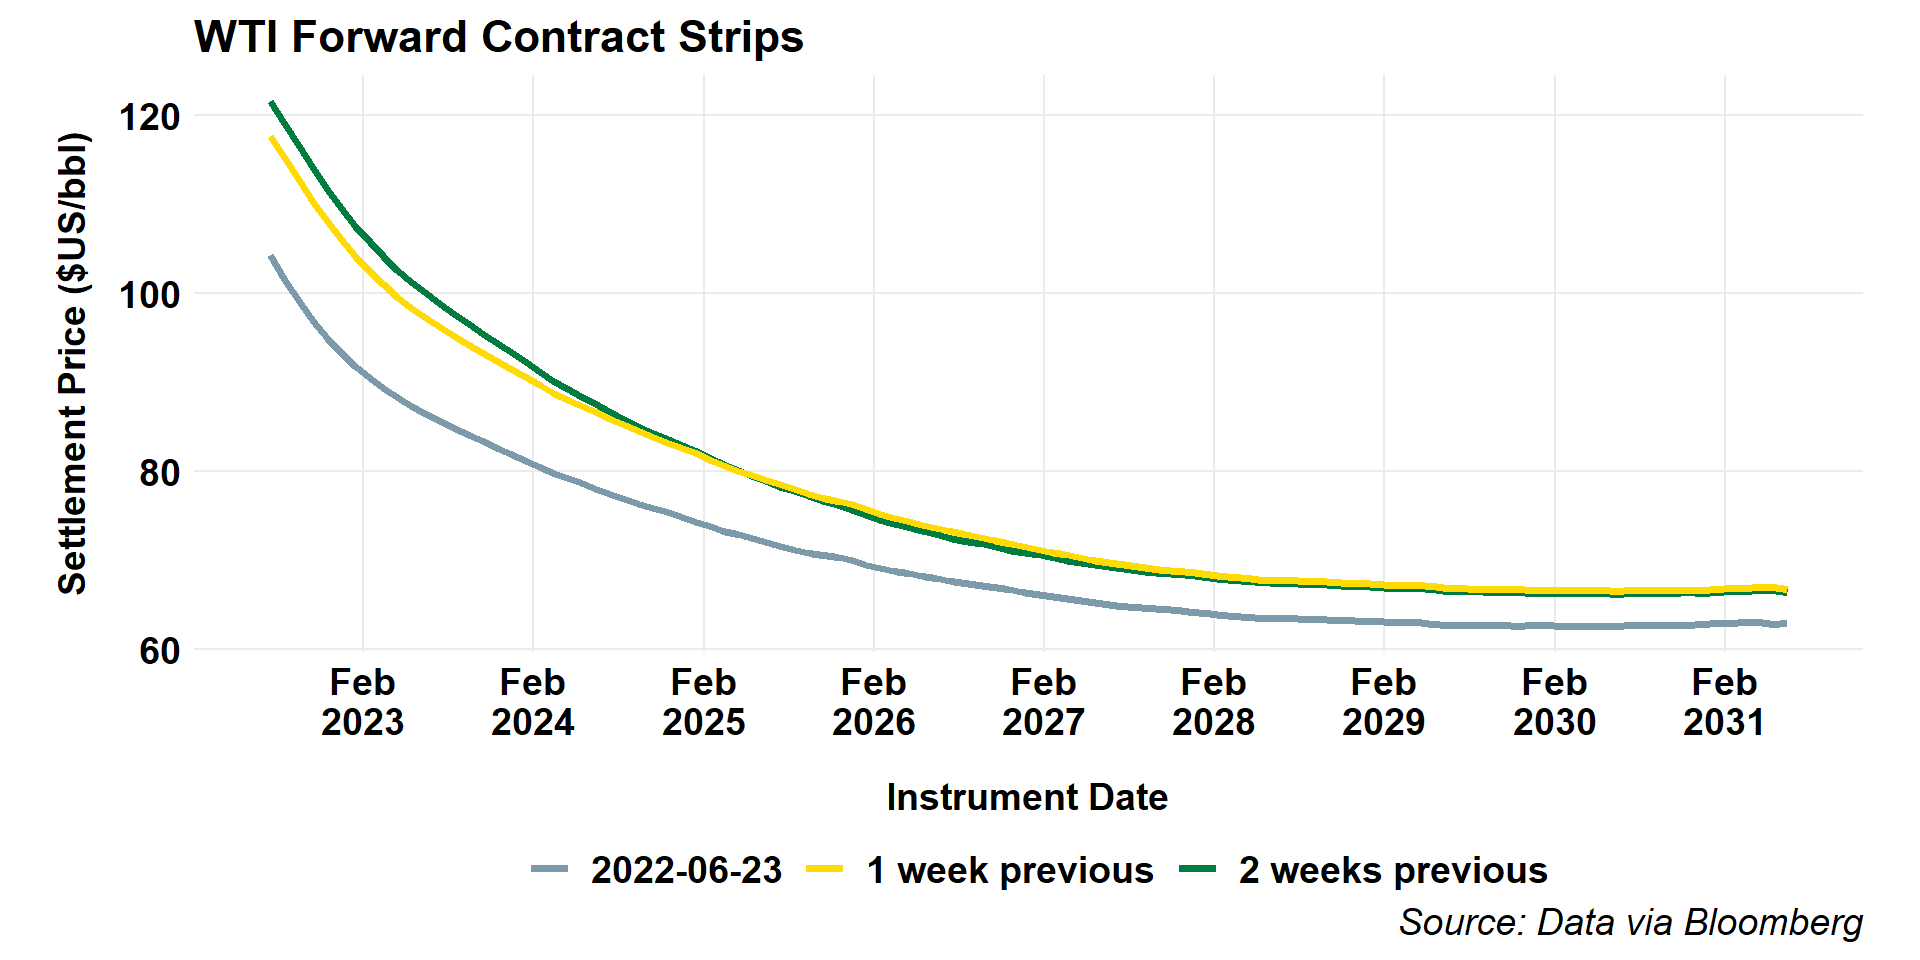 WTI Forward Contract Strips
Settlement Price ($US/bbl)
120
100
80
60
Feb 2023
Feb 2024
Feb 2025
Feb 2026
Feb 2027
Feb 2028
Feb 2029
Feb 2030
Feb 2031
Instrument Date
2022-06-23 1 week previous 2 weeks previous
Source: Data via Bloomberg